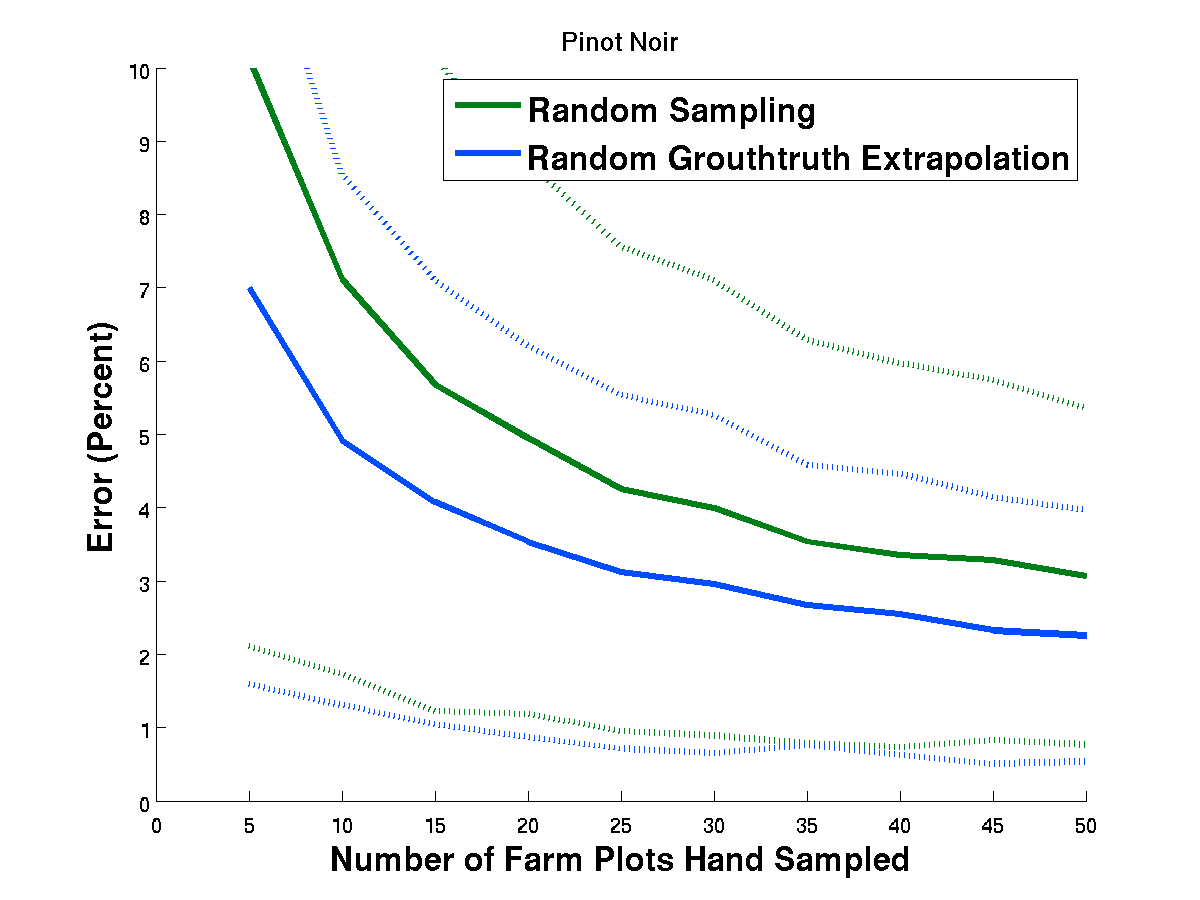 Pinot Noir
Random Sampling
Random Grouthtruth Extrapolation
10
9
8
7
6
5
4
3
2
1
0
Error (Percent)
0 5 10 15 20 25 30 35 40 45 50
Number of Farm Plots Hand Sampled